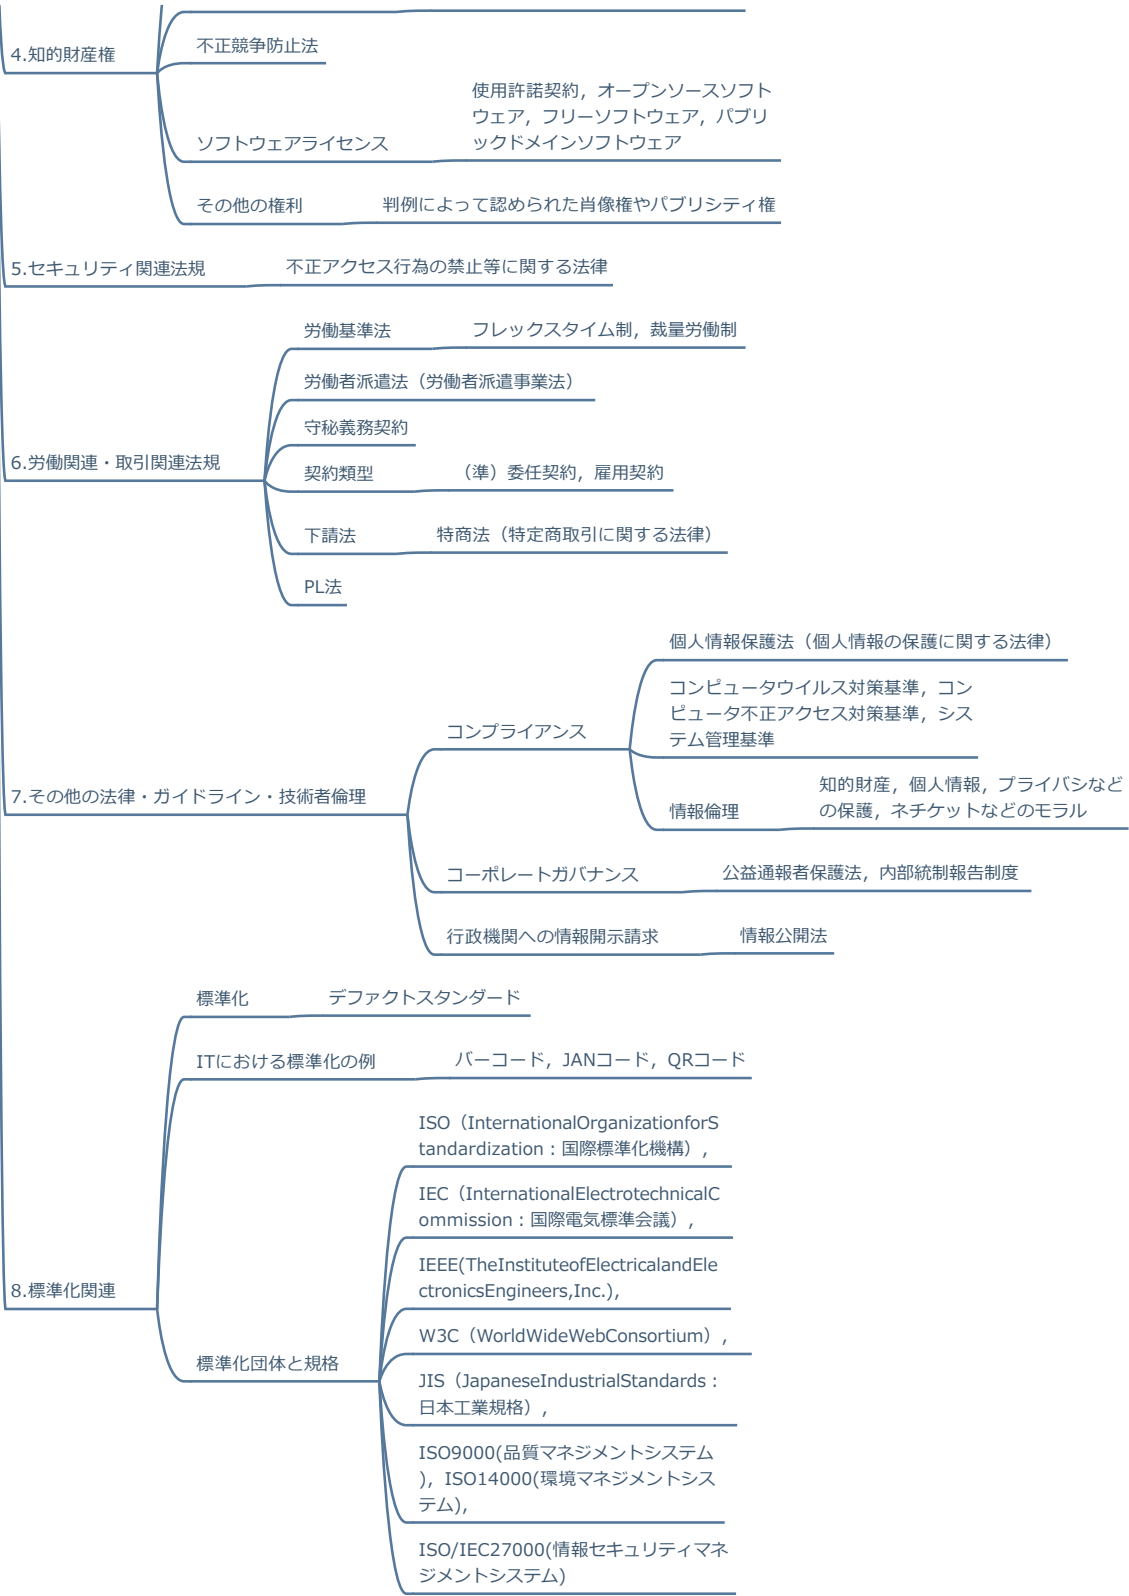 4.知的財産権
不正競争防止法
ソフトウェアライセンス
使用許諾契約，オープンソースソフト
ウェア，フリーソフトウェア，パブリ
ックドメインソフトウェア
その他の権利
判例によって認められた肖像権やパブリシティ権
5.セキュリティ関連法規
不正アクセス行為の禁止等に関する法律
6.労働関連・取引関連法規
労働基準法
フレックスタイム制，裁量労働制
労働者派遣法（労働者派遣事業法）
守秘義務契約
契約類型
（準）委任契約，雇用契約
下請法
特商法（特定商取引に関する法律）
PL法
7.その他の法律・ガイドライン・技術者倫理
コンプライアンス
個人情報保護法（個人情報の保護に関する法律）
コンピュータウイルス対策基準，コン
ピュータ不正アクセス対策基準，シス
テム管理基準
情報倫理
知的財産，個人情報，プライバシなど
の保護，ネチケットなどのモラル
コーポレートガバナンス
公益通報者保護法，内部統制報告制度
行政機関への情報開示請求
情報公開法
8.標準化関連
標準化
デファクトスタンダード
ITにおける標準化の例
バーコード，JANコード，QRコード
標準化団体と規格
ISO（InternationalOrganizationforS
tandardization：国際標準化機構），
IEC（InternationalElectrotechnicalC
ommission：国際電気標準会議），
IEEE(TheInstituteofElectricalandEle
ctronicsEngineers,Inc.)，
W3C（WorldWideWebConsortium），
JIS（JapaneseIndustrialStandards：
日本工業規格），
ISO9000(品質マネジメントシステム
)，ISO14000(環境マネジメントシス
テム)，
ISO/IEC27000(情報セキュリティマネ
ジメントシステム)